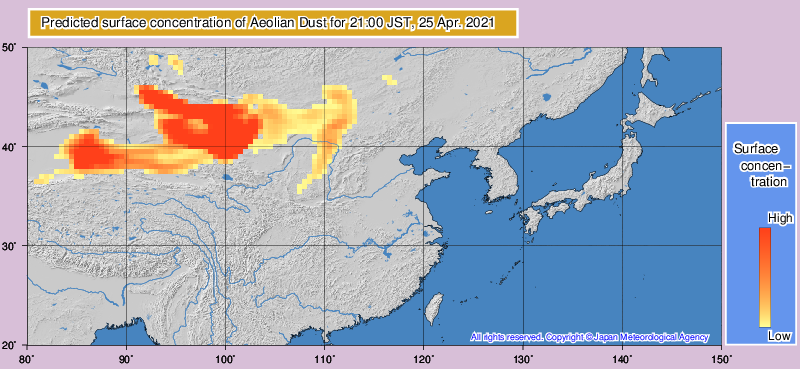 Predicted surface concentration of Aeolian Dust for 21:00 JST, 25 Apr. 2021
50°
40°
30°
20°
80°
90°
100°
110°
120°
130°
140°
150°
All rights reserved. Copyright © Japan Meteorological Agency
Surface
concen-
tration
High
Low